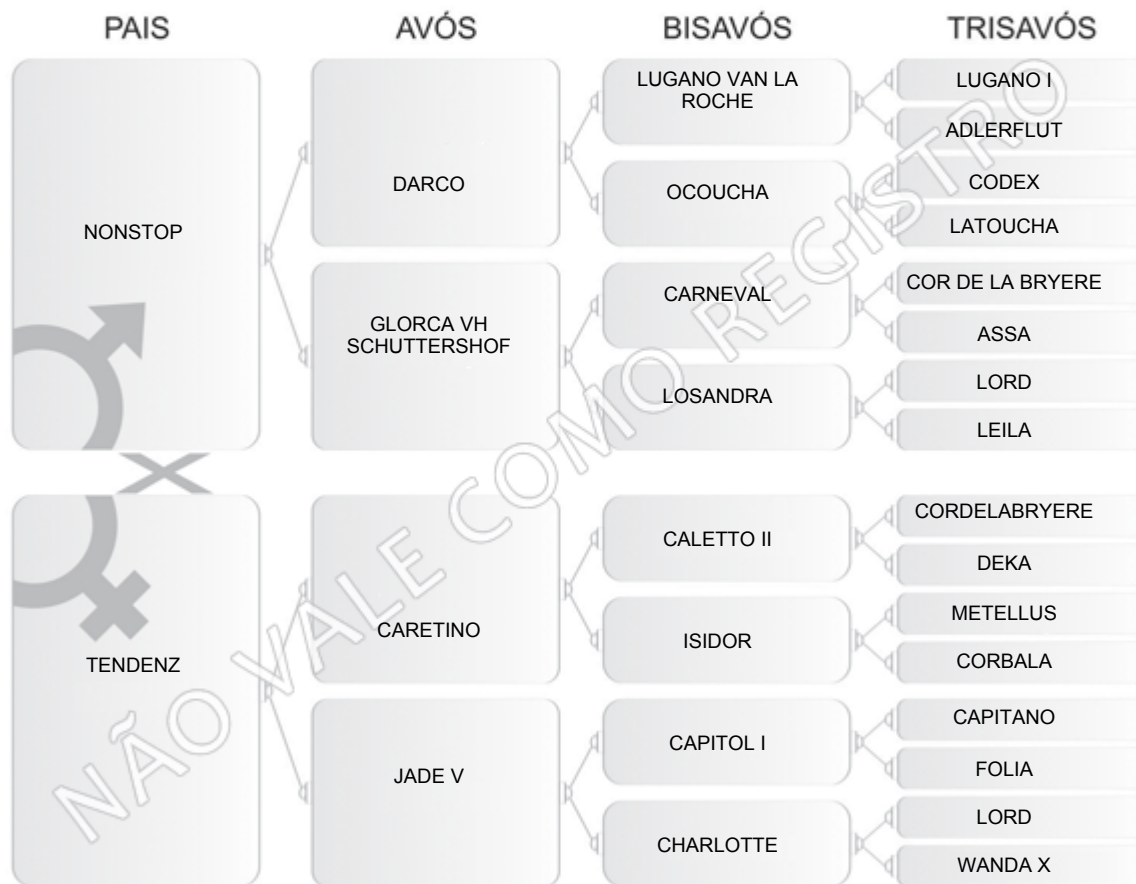 PAIS AVÓS BISAVÓS TRISAVÓS
NONSTOP
DARCO
GLORCA VH
SCHUTTERSHOF
LUGANO VAN LA
ROCHE
OCOUCHA
CARNEVAL
LOSANDRA
LUGANO I
ADLERFLUT
CODEX
LATOUCHA
COR DE LA BRYERE
ASSA
LORD
LEILA
TENDENZ
CARETINO
JADE V
CALETTO II
ISIDOR
CAPITOL I
CHARLOTTE
CORDELABRYERE
DEKA
METELLUS
CORBALA
CAPITANO
FOLIA
LORD
WANDA X
NÃO VALE COMO REGISTRO